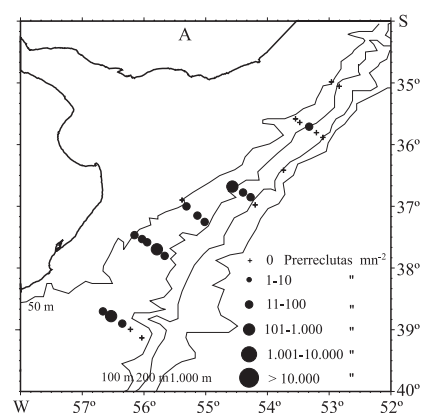 A
S
35º
36º
37º
38º
39º
40º
50 m
100 m 200 m 1.000 m
+ 0 Prerreclutas mn-2
1-10 "
11-100 "
101-1.000 "
1.001-10.000 "
> 10.000 "
W 57º 56º 55º 54º 53º 52º